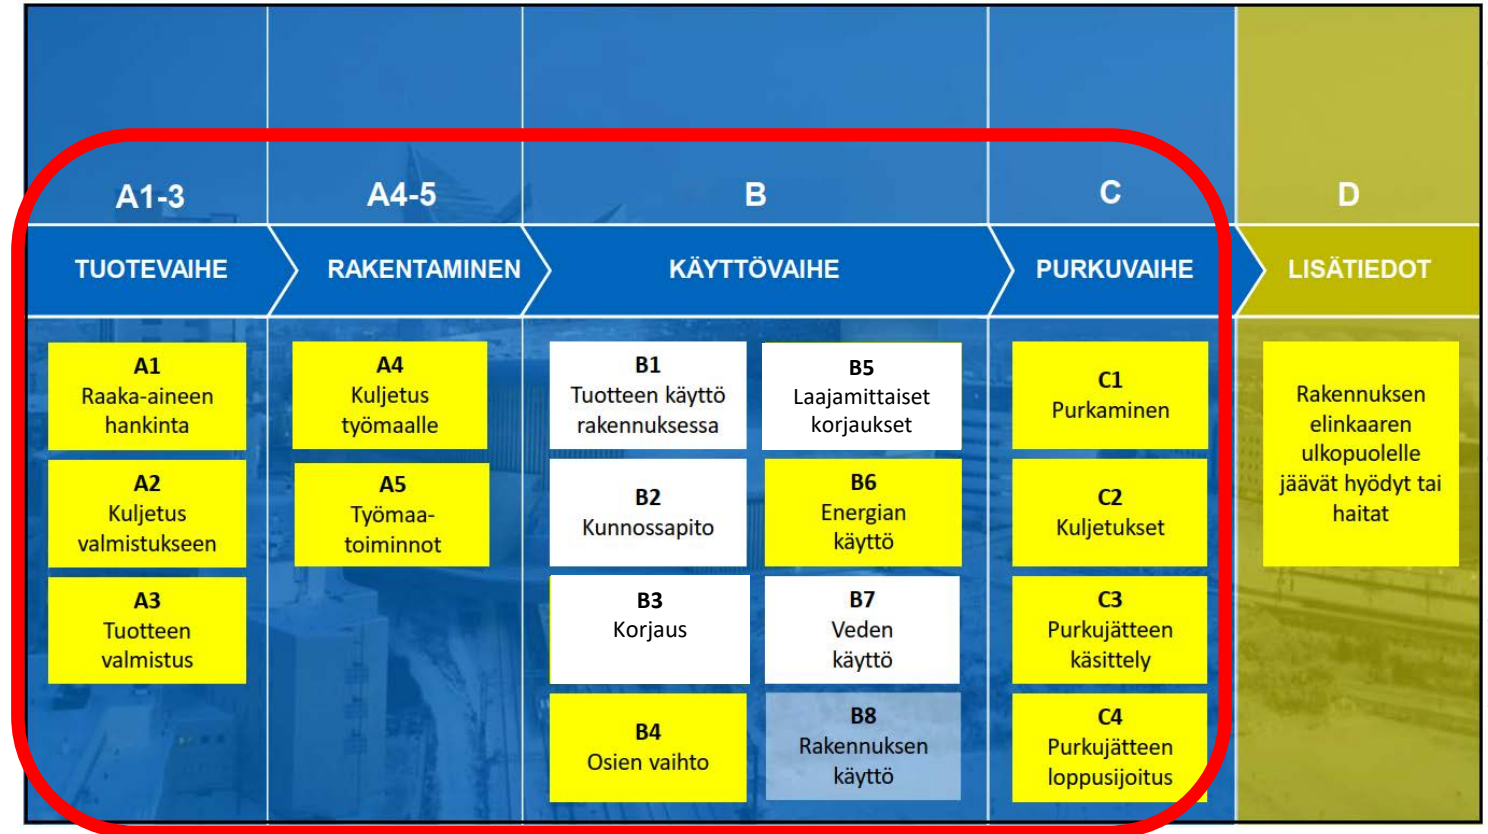 A1-3
A4-5
B
C
D
TUOTEVAIHE
RAKENTAMINEN
KÄYTTÖVAIHE
PURKUVAIHE
LISÄTIEDOT
A1
Raaka-aineen
hankinta
A2
Kuljetus
valmistukseen
A3
Tuotteen
valmistus
A4
Kuljetus
työmaalle
A5
Työmaa-
toiminnot
B1
Tuotteen käyttö
rakennuksessa
B2
Kunnossapito
B3
Korjaus
B4
Osien vaihto
B5
Laajamittaiset
korjaukset
B6
Energian
käyttö
B7
Veden
käyttö
B8
Rakennuksen
käyttö
C1
Purkaminen
C2
Kuljetukset
C3
Purkujätteen
käsittely
C4
Purkujätteen
loppusijoitus
Rakennuksen
elinkaaren
ulkopuolelle
jäävät hyödyt tai
haitat